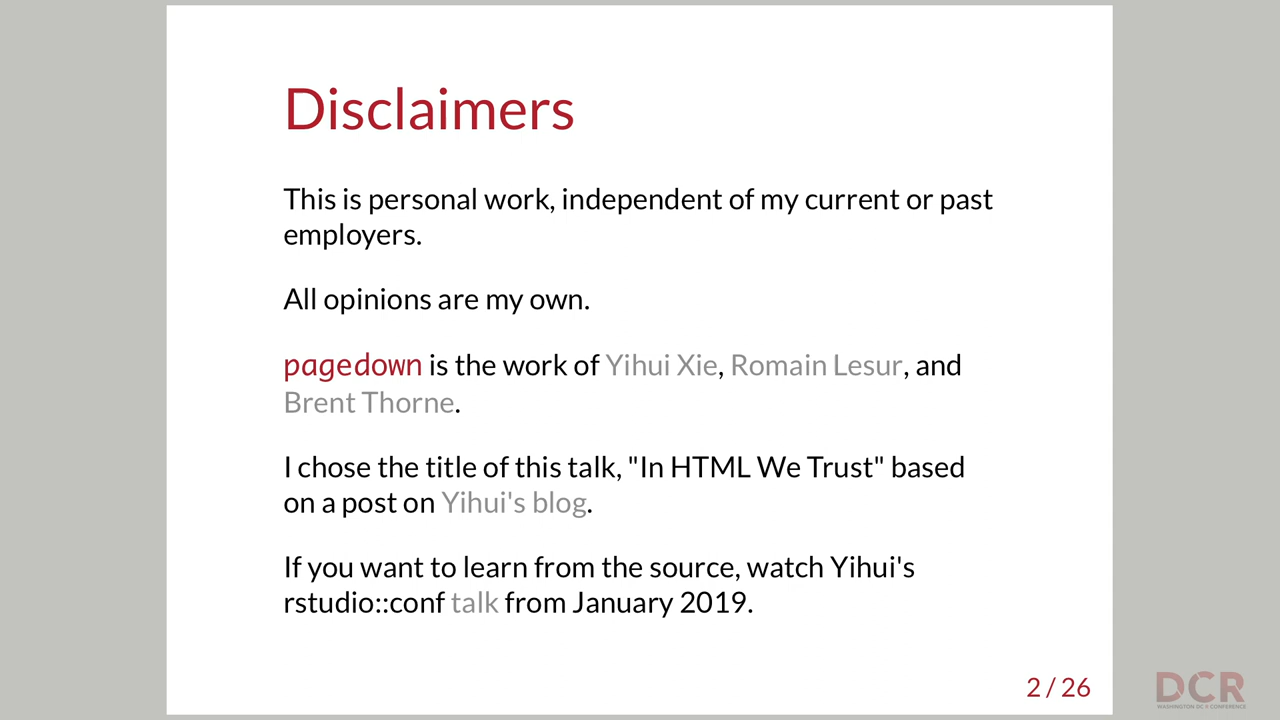 Disclaimers
This is personal work, independent of my current or past
employers.
All opinions are my own.
pagedown is the work of Yihui Xie, Romain Lesur, and
Brent Thorne.
I chose the title of this talk, "In HTML We Trust" based
on a post on Yihui's blog.
If you want to learn from the source, watch Yihui's
rstudio::conf talk from January 2019.
2 / 26
DCR
WASHINGTON DC R CONFERENCE